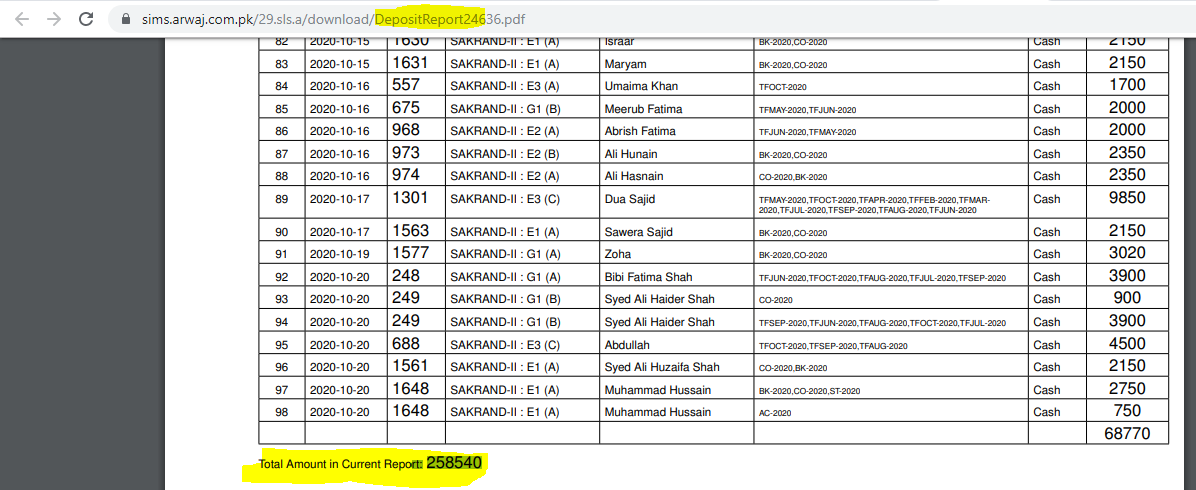 sims.arwaj.com.pk/29.sls.a/download/DepositReport24636.pdf
82 2020-10-15 1630 SAKRAND-II : E1 (A) Israar BK-2020,CO-2020 Cash 2150
83 2020-10-15 1631 SAKRAND-II : E1 (A) Maryam BK-2020,CO-2020 Cash 2150
84 2020-10-16 557 SAKRAND-II : E3 (A) Umaima Khan TFOCT-2020 Cash 1700
85 2020-10-16 675 SAKRAND-II : G1 (B) Meerub Fatima TFMAY-2020,TFJUN-2020 Cash 2000
86 2020-10-16 968 SAKRAND-II : E2 (A) Abrish Fatima TFJUN-2020,TFMAY-2020 Cash 2000
87 2020-10-16 973 SAKRAND-II : E2 (B) Ali Hunain BK-2020,CO-2020 Cash 2350
88 2020-10-16 974 SAKRAND-II : E2 (A) Ali Hasnain CO-2020,BK-2020 Cash 2350
89 2020-10-17 1301 SAKRAND-II : E3 (C) Dua Sajid TFMAY-2020,TFOCT-2020,TFAPR-2020,TFFEB-2020,TFMAR- Cash 9850
2020,TFJUL-2020,TFSEP-2020,TFAUG-2020,TFJUN-2020
90 2020-10-17 1563 SAKRAND-II : E1 (A) Sawera Sajid BK-2020,CO-2020 Cash 2150
91 2020-10-19 1577 SAKRAND-II : G1 (A) Zoha BK-2020,CO-2020 Cash 3020
92 2020-10-20 248 SAKRAND-II : G1 (A) Bibi Fatima Shah TFJUN-2020,TFOCT-2020,TFAUG-2020,TFJUL-2020,TFSEP-2020 Cash 3900
93 2020-10-20 249 SAKRAND-II : G1 (B) Syed Ali Haider Shah CO-2020 Cash 900
94 2020-10-20 249 SAKRAND-II : G1 (B) Syed Ali Haider Shah TFSEP-2020,TFJUN-2020,TFAUG-2020,TFOCT-2020,TFJUL-2020 Cash 3900
95 2020-10-20 688 SAKRAND-II : E3 (C) Abdullah TFOCT-2020,TFSEP-2020,TFAUG-2020 Cash 4500
96 2020-10-20 1561 SAKRAND-II : E1 (A) Syed Ali Huzaifa Shah CO-2020,BK-2020 Cash 2150
97 2020-10-20 1648 SAKRAND-II : E1 (A) Muhammad Hussain BK-2020,CO-2020,ST-2020 Cash 2750
98 2020-10-20 1648 SAKRAND-II : E1 (A) Muhammad Hussain AC-2020 Cash 750
68770
Total Amount in Current Report: 258540